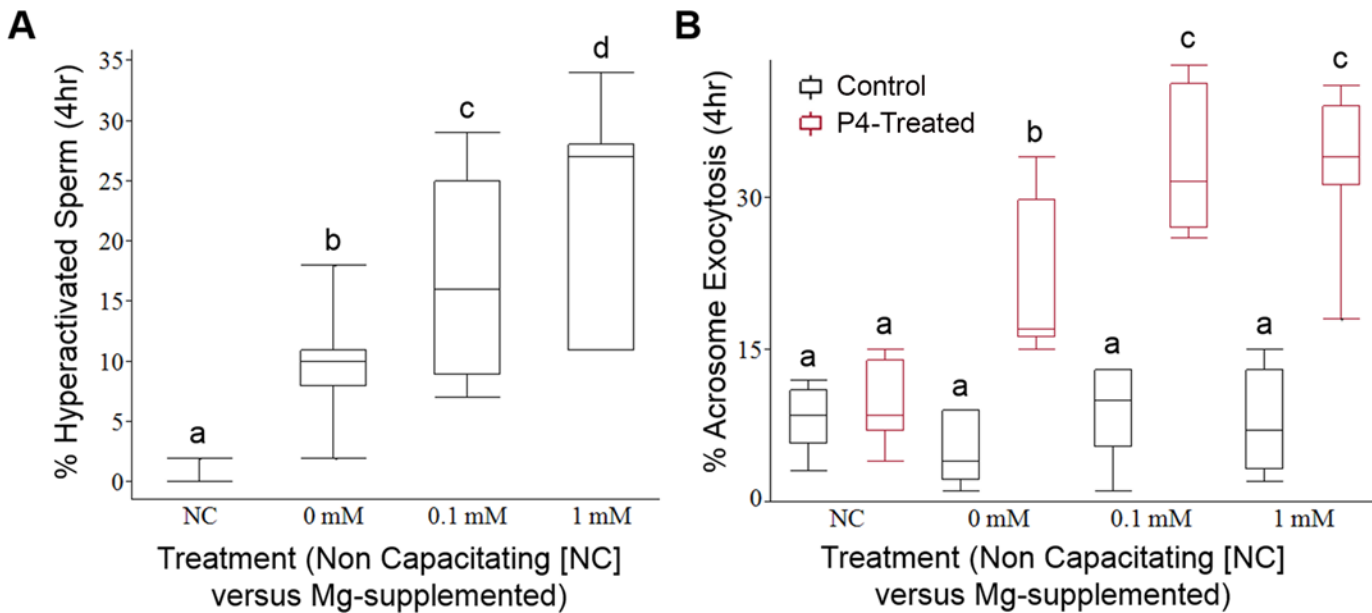 A
% Hyperactivated Sperm (4hr)
35
30
25
20
15
10
5
0
a
b
c
d
NC
0 mM
0.1 mM
1 mM
Treatment (Non Capacitating [NC]
versus Mg-supplemented)
B
% Acrosome Exocytosis (4hr)
30
15
0
Control
P4-Treated
a
a
a
b
a
c
a
c
NC
0 mM
0.1 mM
1 mM
Treatment (Non Capacitating [NC]
versus Mg-supplemented)